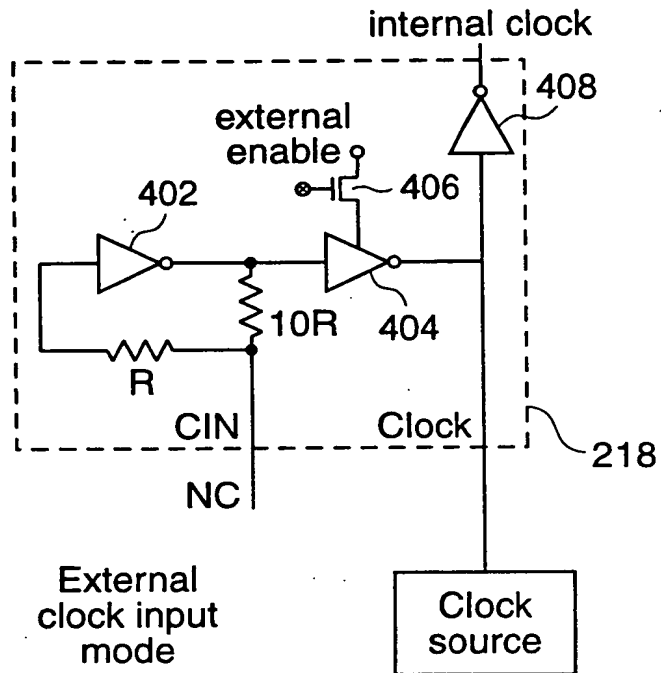 internal clock
408
external
enable
406
402
404
10R
R
CIN
Clock
218
NC
External
clock input
mode
Clock
source